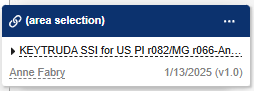 (area selection) ...
KEYTRUDA SSI for US PI r082/MG r066-An...
Anne Fabry 1/13/2025 (v1.0)